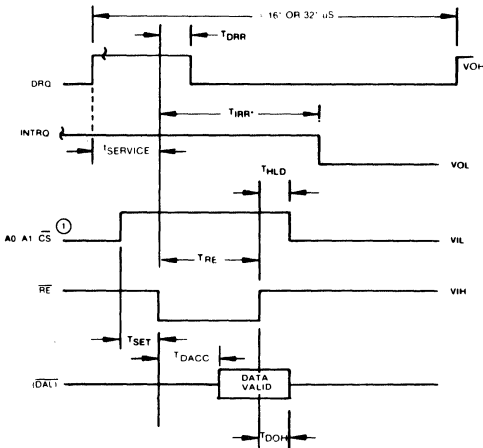 16* OR 32* uS
TDRR
VOH
DRQ
TIRR*
INTRQ
tSERVICE
VOL
THLD
1
A0 A1 CS
VIL
TRE
RE
VIH
TSET
TDACC
DATA
VALID
(DAL)
TDOH